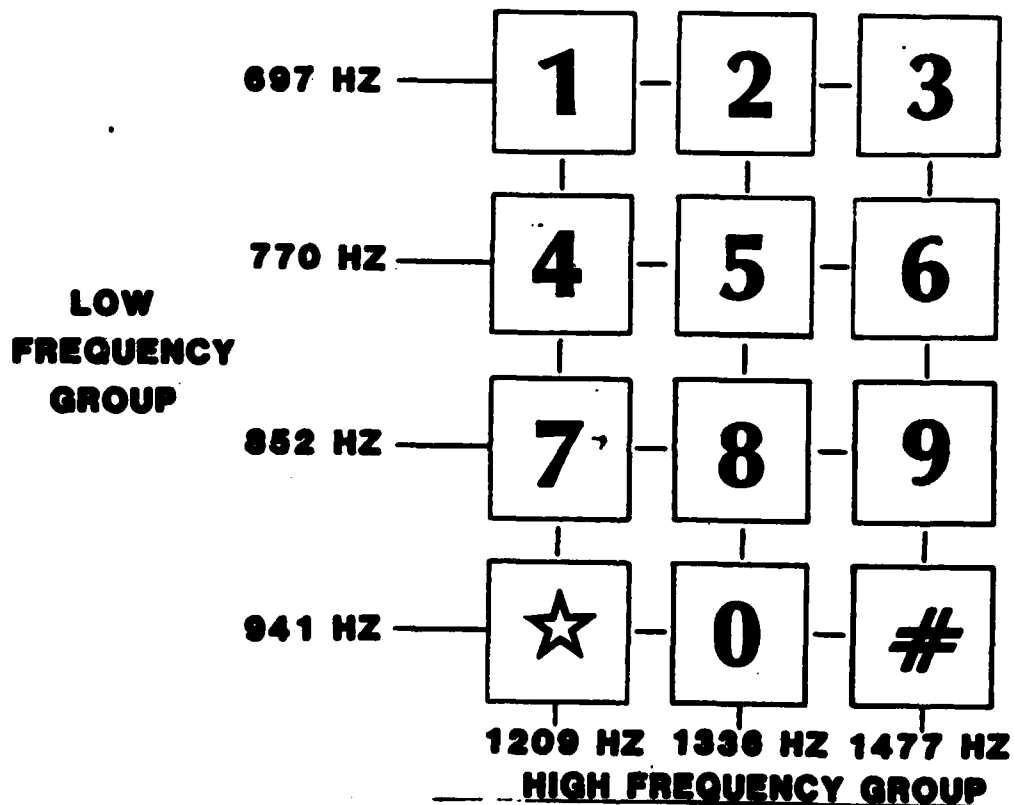 697 HZ 1 2 3
770 HZ 4 5 6
LOW
FREQUENCY
GROUP
852 HZ 7 8 9
941 HZ ☆ 0 #
1209 HZ 1336 HZ 1477 HZ
HIGH FREQUENCY GROUP